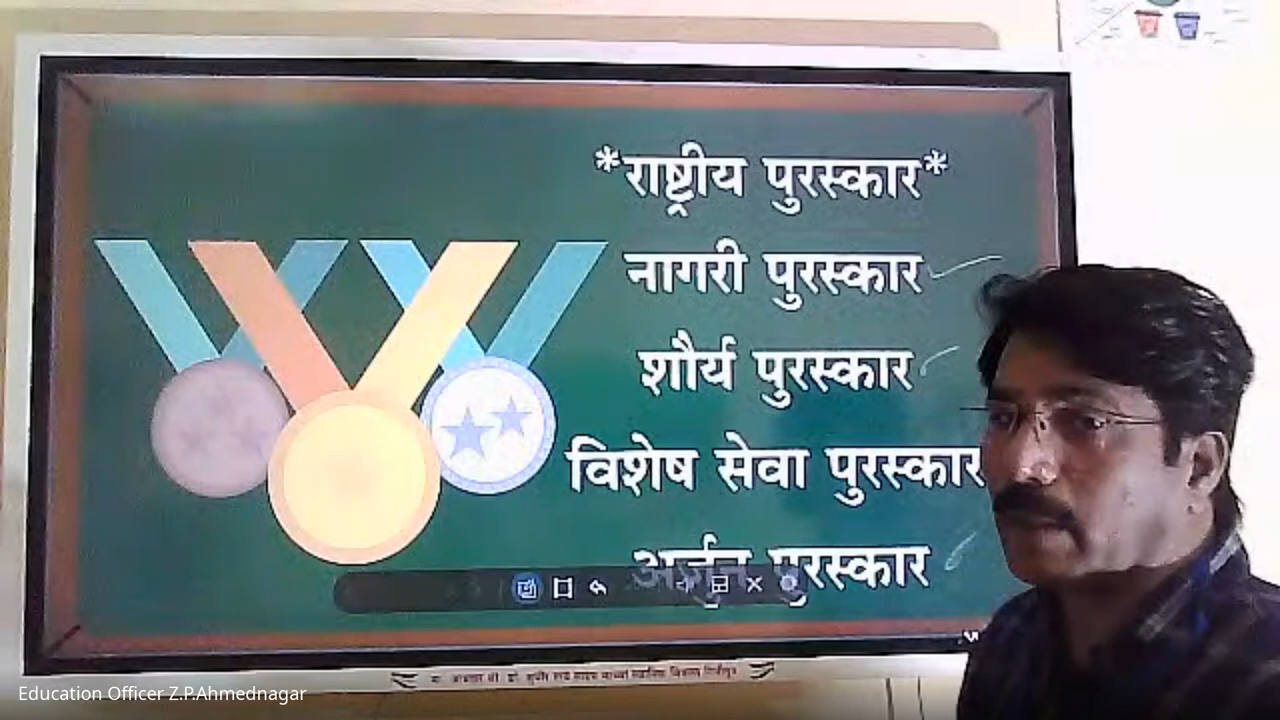 *राष्ट्रीय पुरस्कार*
नागरी पुरस्कार
शौर्य पुरस्कार
विशेष सेवा पुरस्कार
अर्जुन पुरस्कार
Education Officer Z.P.Ahmednagar